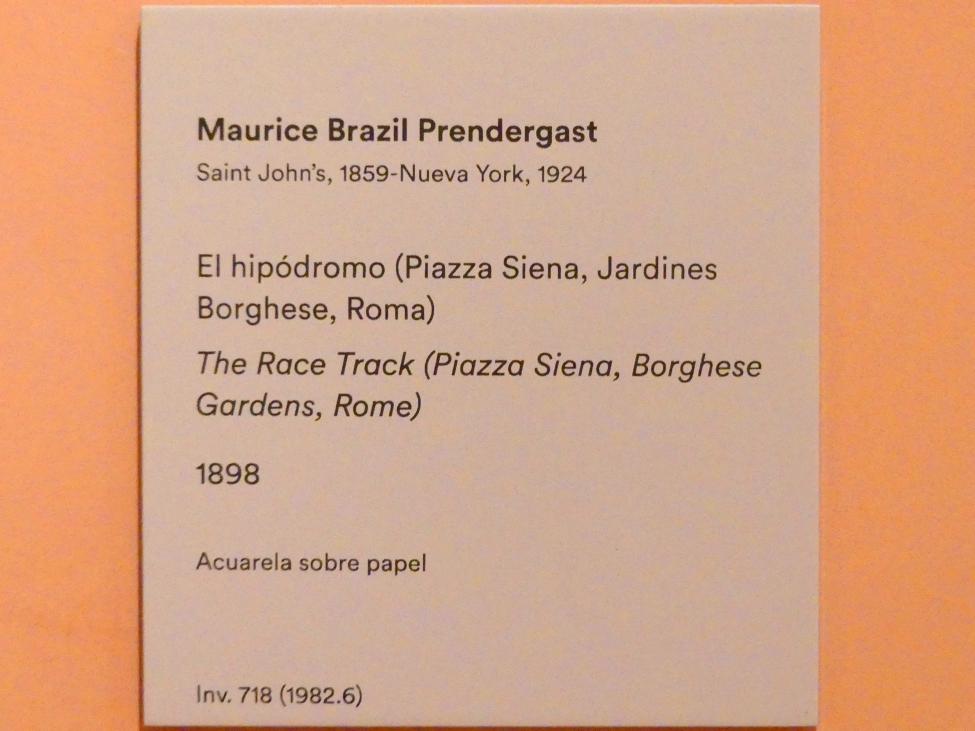 Maurice Brazil Prendergast
Saint John's, 1859-Nueva York, 1924
El hipódromo (Piazza Siena, Jardines
Borghese, Roma)
The Race Track (Piazza Siena, Borghese
Gardens, Rome)
1898
Acuarela sobre papel
Inv. 718 (1982.6)